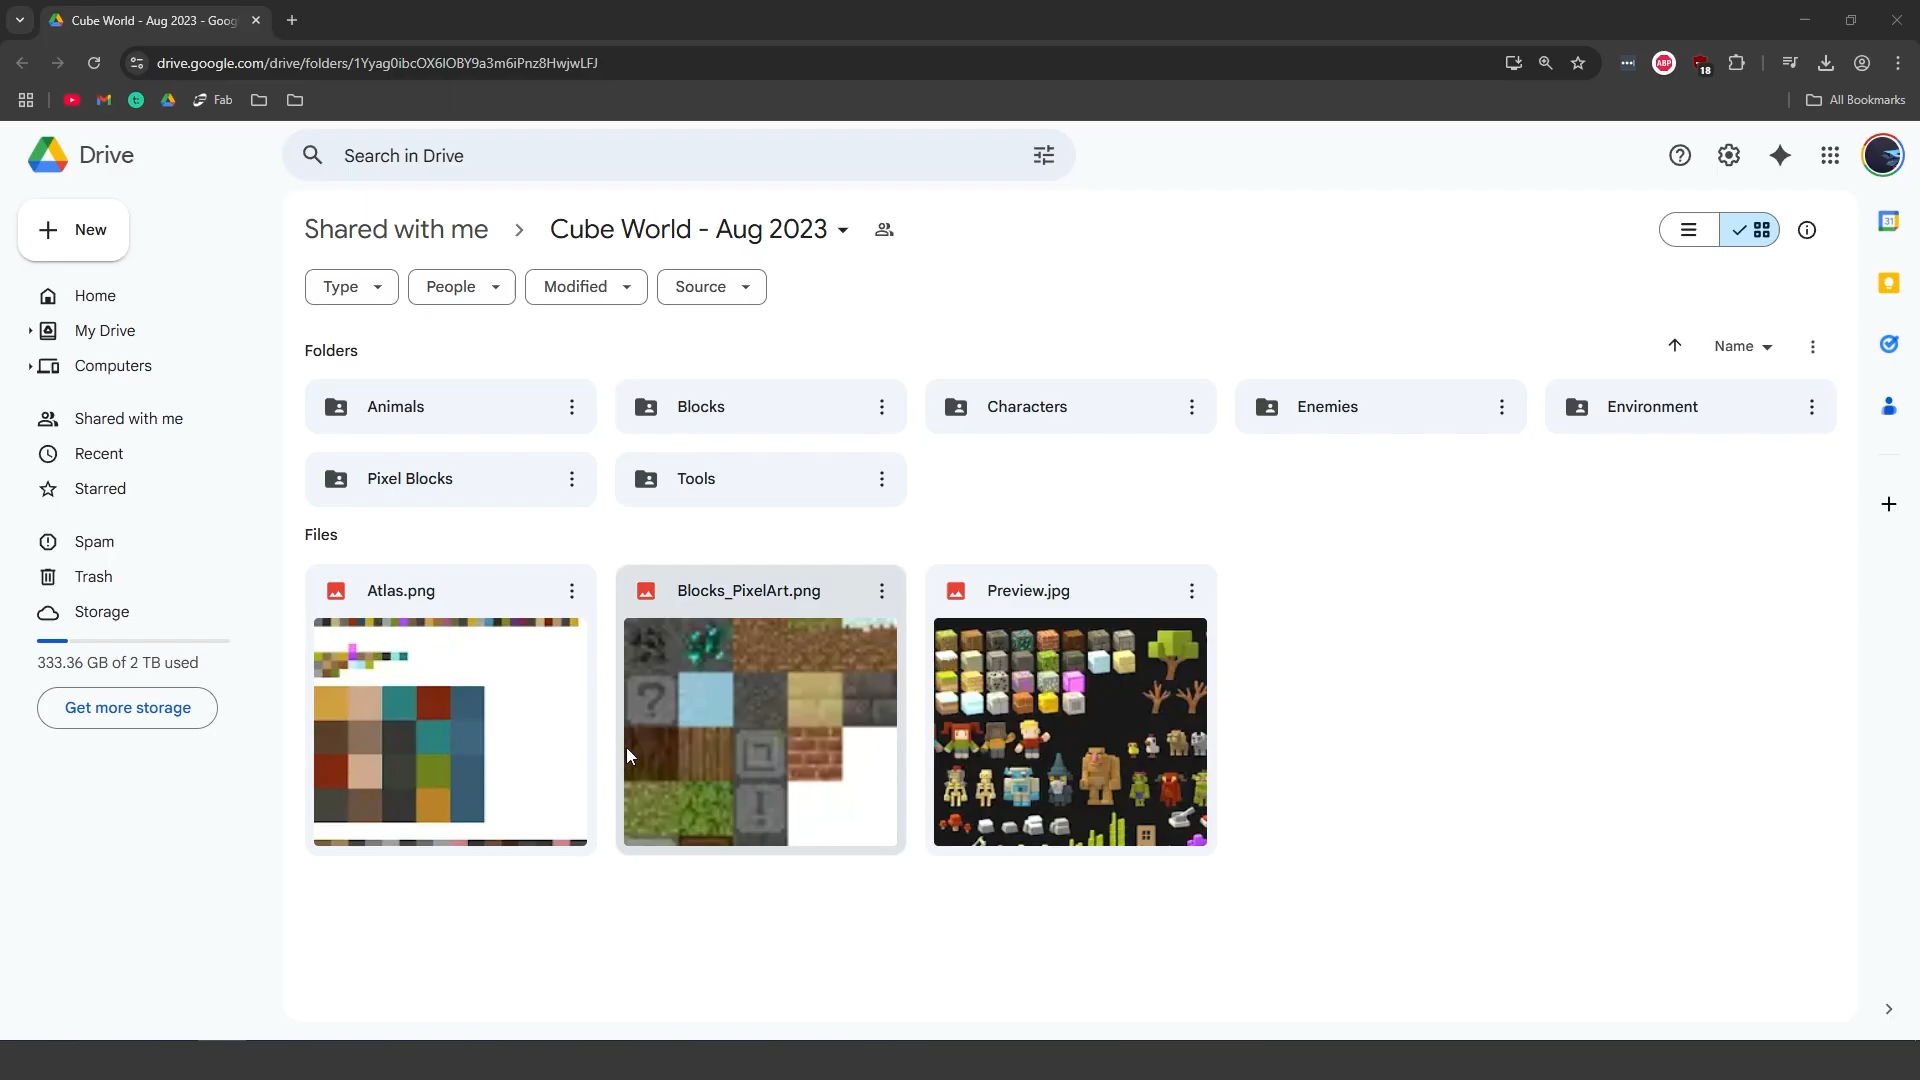 Cube World - Aug 2023 - Goog
drive.google.com/drive/folders/1Yyag0ibcOX6IOBY9a3m6iPnz8HwjwLFJ
ABP
18
Fab
All Bookmarks
Drive
Search in Drive
New
Shared with me
Cube World - Aug 2023
31
Type
People
Modified
Source
Home
My Drive
Computers
Shared with me
Recent
Starred
Spam
Trash
Storage
333.36 GB of 2 TB used
Get more storage
Folders
Name
Animals
Blocks
Characters
Enemies
Environment
Pixel Blocks
Tools
Files
Atlas.png
Blocks_PixelArt.png
Preview.jpg
?
!